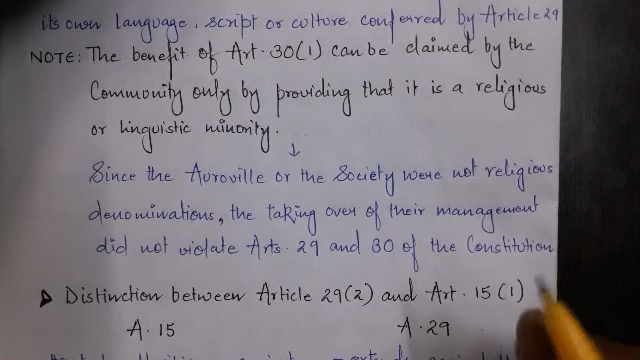 its own language, script or culture conferred by Article 29
NOTE: The benefit of Art. 30(1) can be claimed by the
Community only by providing that it is a religious
or linguistic minority.
↓
Since the Auroville or the Society were not religious
denominations, the taking over of their management
did not violate Arts. 29 and 30 of the Constitution
Distinction between Article 29(2) and Art. 15(1)
A. 15 A. 29